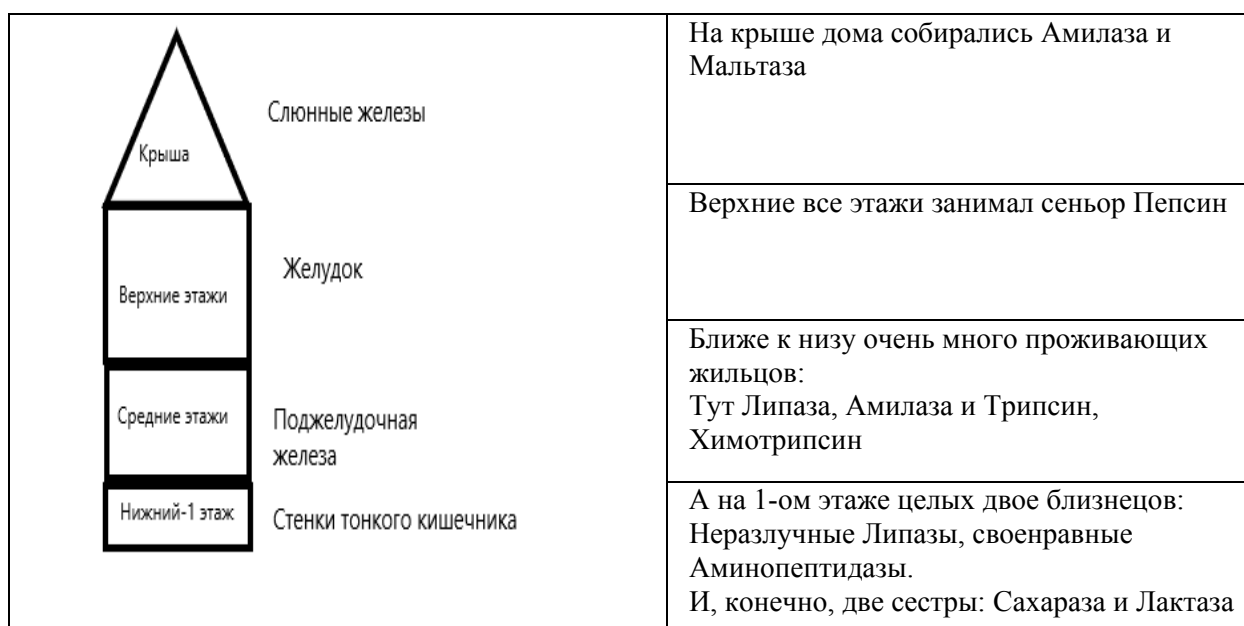 Слюнные железы
Крыша
Желудок
Верхние этажи
Средние этажи
Поджелудочная
железа
Нижний-1 этаж
Стенки тонкого кишечника
На крыше дома собирались Амилаза и
Мальтаза
Верхние все этажи занимал сеньор Пепсин
Ближе к низу очень много проживающих
жильцов:
Тут Липаза, Амилаза и Трипсин,
Химотрипсин
А на 1-ом этаже целых двое близнецов:
Неразлучные Липазы, своенравные
Аминопептидазы.
И, конечно, две сестры: Сахараза и Лактаза